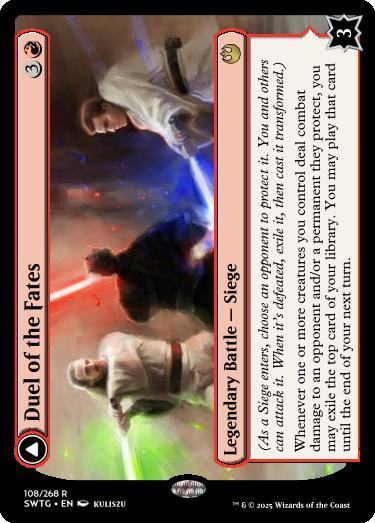 Duel of the Fates
3
Legendary Battle – Siege
(As a Siege enters, choose an opponent to protect it. You and others
can attack it. When it's defeated, exile it, then cast it transformed.)
Whenever one or more creatures you control deal combat
damage to an opponent and/or a permanent they protect, you
may exile the top card of your library. You may play that card
until the end of your next turn.
3
108/268 R
SWTG • EN KULISZU
™ & © 2025 Wizards of the Coast